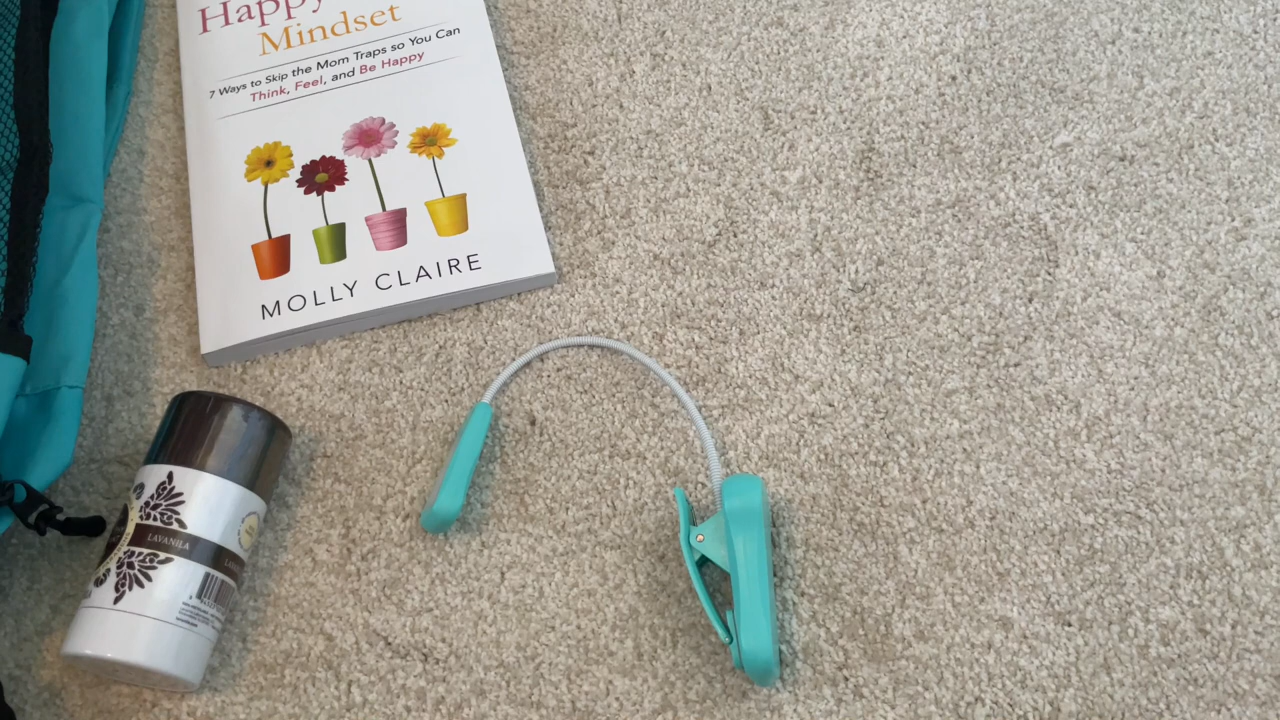 Happy
Mindset
7 Ways to Skip the Mom Traps so You Can
Think, Feel, and Be Happy
MOLLY CLAIRE
LAVANILA